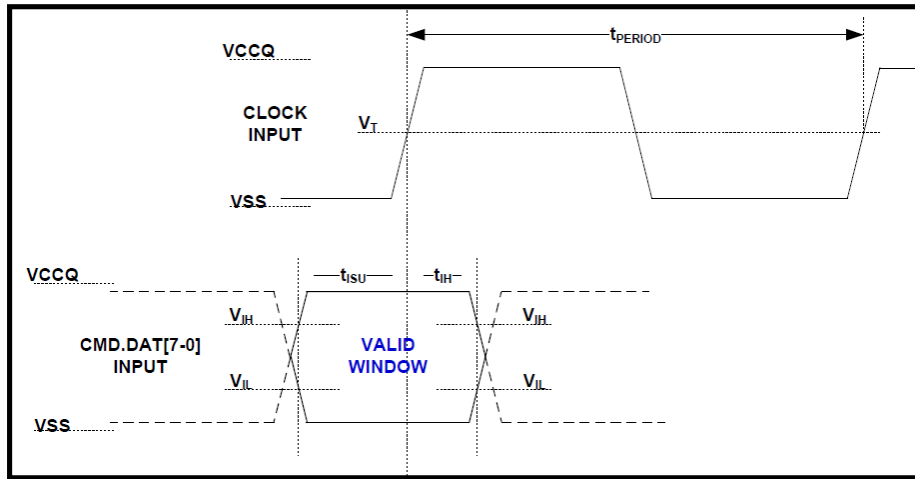 tPERIOD
VCCQ
CLOCK
INPUT
VT
VSS
VCCQ
tISU
tIH
VIH
VIH
CMD.DAT[7-0]
INPUT
VALID
WINDOW
VIL
VIL
VSS